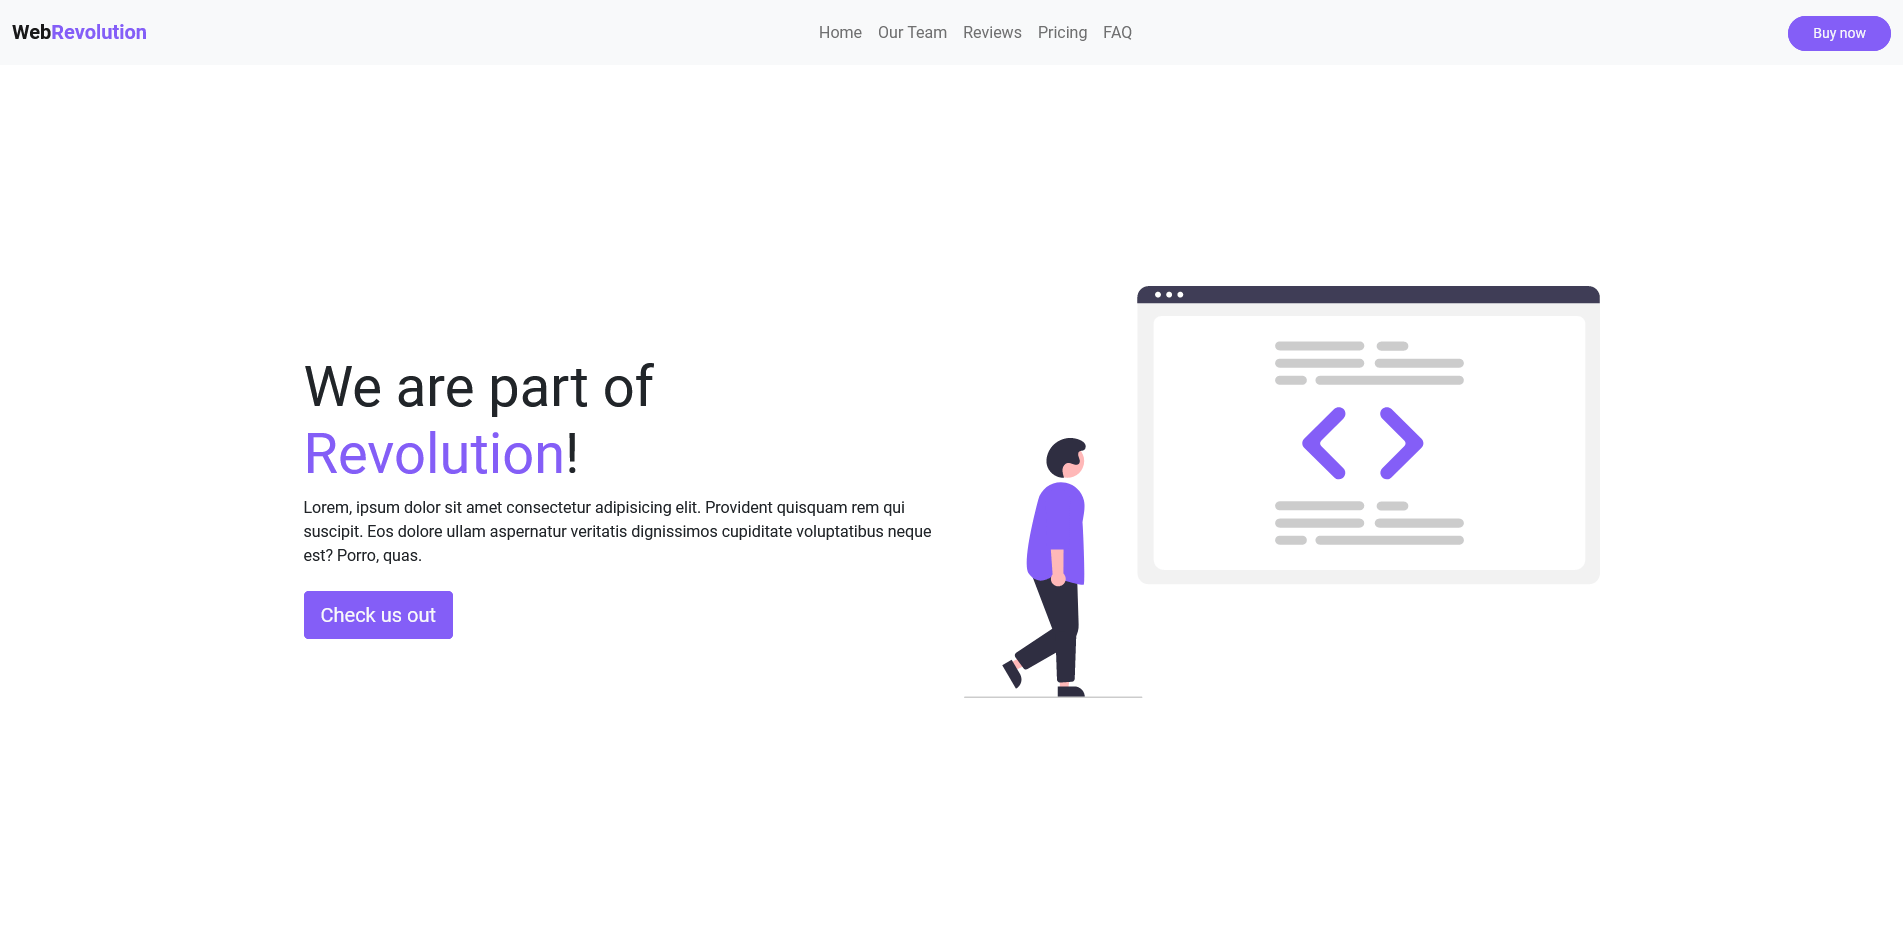 WebRevolution
Home Our Team Reviews Pricing FAQ
Buy now
We are part of
Revolution!
Lorem, ipsum dolor sit amet consectetur adipisicing elit. Provident quisquam rem qui
suscipit. Eos dolore ullam aspernatur veritatis dignissimos cupiditate voluptatibus neque
est? Porro, quas.
Check us out